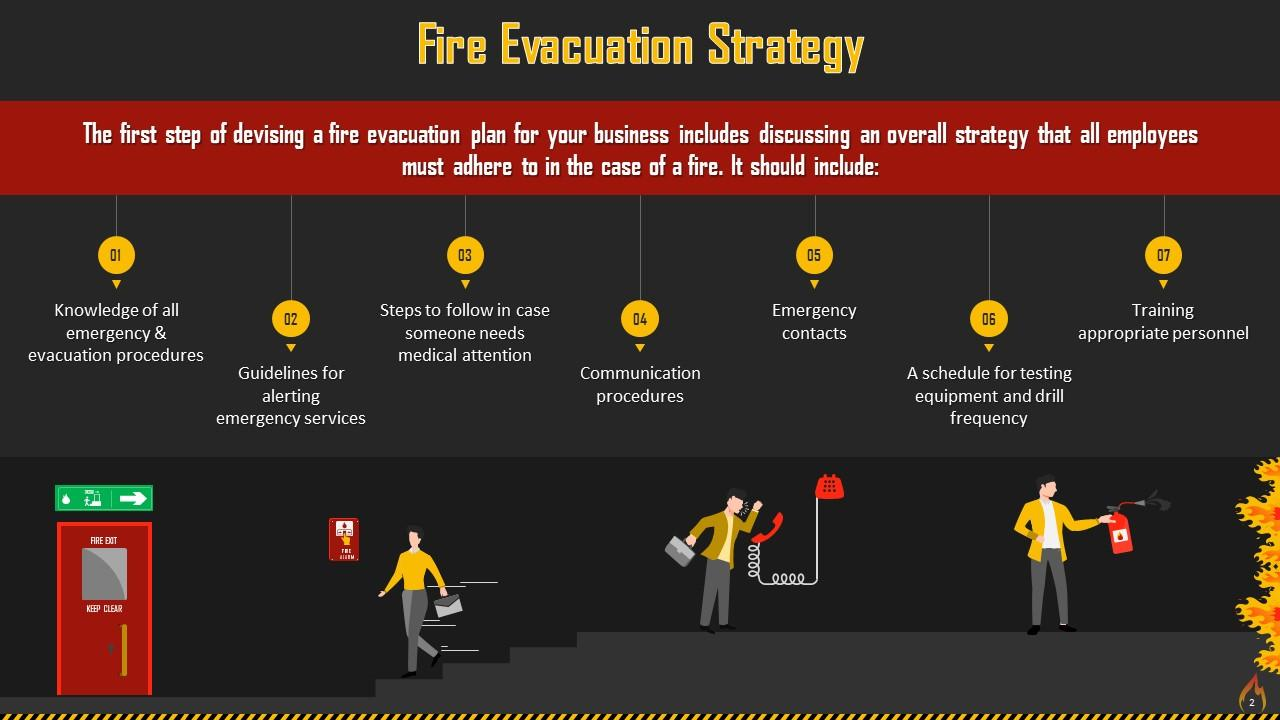 Fire Evacuation Strategy
The first step of devising a fire evacuation plan for your business includes discussing an overall strategy that all employees
must adhere to in the case of a fire. It should include:
01
Knowledge of all
emergency &
evacuation procedures
02
Guidelines for
alerting
emergency services
03
Steps to follow in case
someone needs
medical attention
04
Communication
procedures
05
Emergency
contacts
06
A schedule for testing
equipment and drill
frequency
07
Training
appropriate personnel
FIRE EXIT
KEEP CLEAR
FIRE
ALARM
2